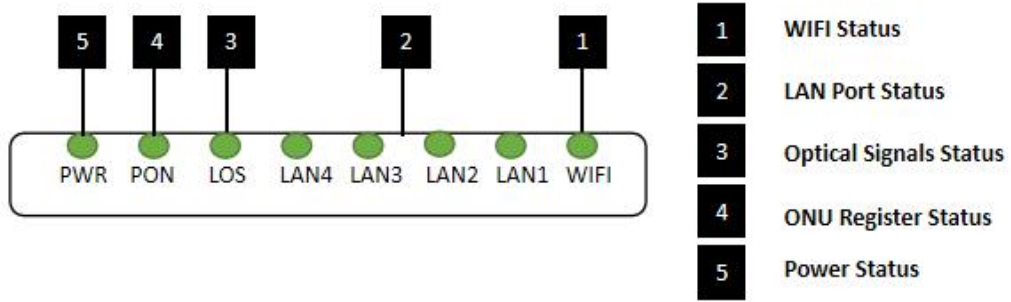 5 4 3 2 1
PWR PON LOS LAN4 LAN3 LAN2 LAN1 WIFI
1 WIFI Status
2 LAN Port Status
3 Optical Signals Status
4 ONU Register Status
5 Power Status